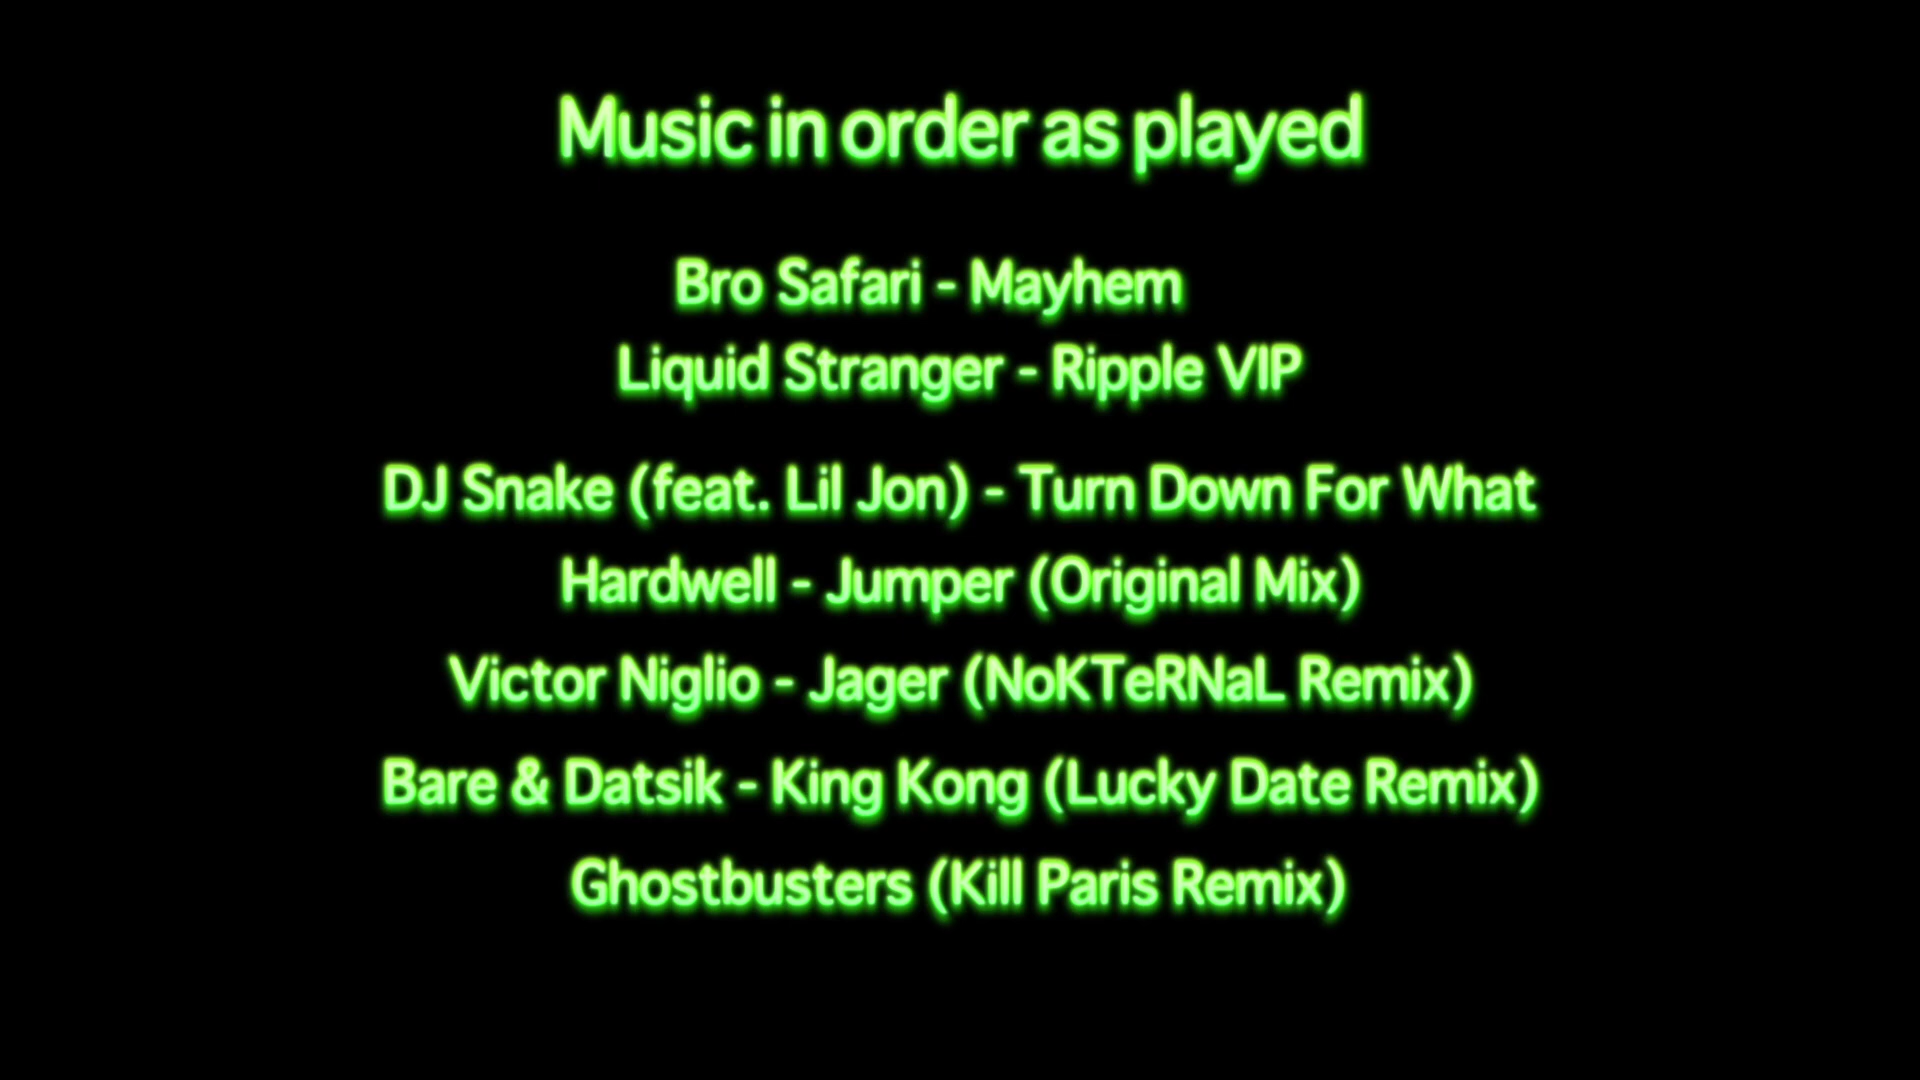 Music in order as played
Bro Safari - Mayhem
Liquid Stranger - Ripple VIP
DJ Snake (feat. Lil Jon) - Turn Down For What
Hardwell - Jumper (Original Mix)
Victor Niglio - Jager (NoKTeRNaL Remix)
Bare & Datsik - King Kong (Lucky Date Remix)
Ghostbusters (Kill Paris Remix)